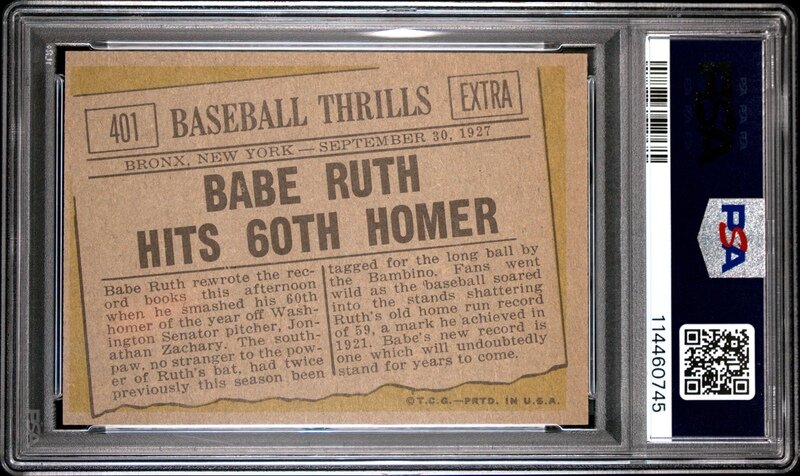 401
BASEBALL THRILLS
EXTRA
BRONX, NEW YORK — SEPTEMBER 30, 1927
BABE RUTH
HITS 60TH HOMER
Babe Ruth rewrote the rec-
ord books this afternoon
when he smashed his 60th
homer of the year off Wash-
ington Senator pitcher, Jon-
athan Zachary. The south-
paw, no stranger to the pow-
er of Ruth's bat, had twice
previously this season been
tagged for the long ball by
the Bambino. Fans went
wild as the baseball soared
into the stands shattering
Ruth's old home run record
of 59, a mark he achieved in
1921. Babe's new record is
one which will undoubtedly
stand for years to come.
©T.C.G.—PRTD. IN U.S.A.
PSA
PSA
114460745
PSA